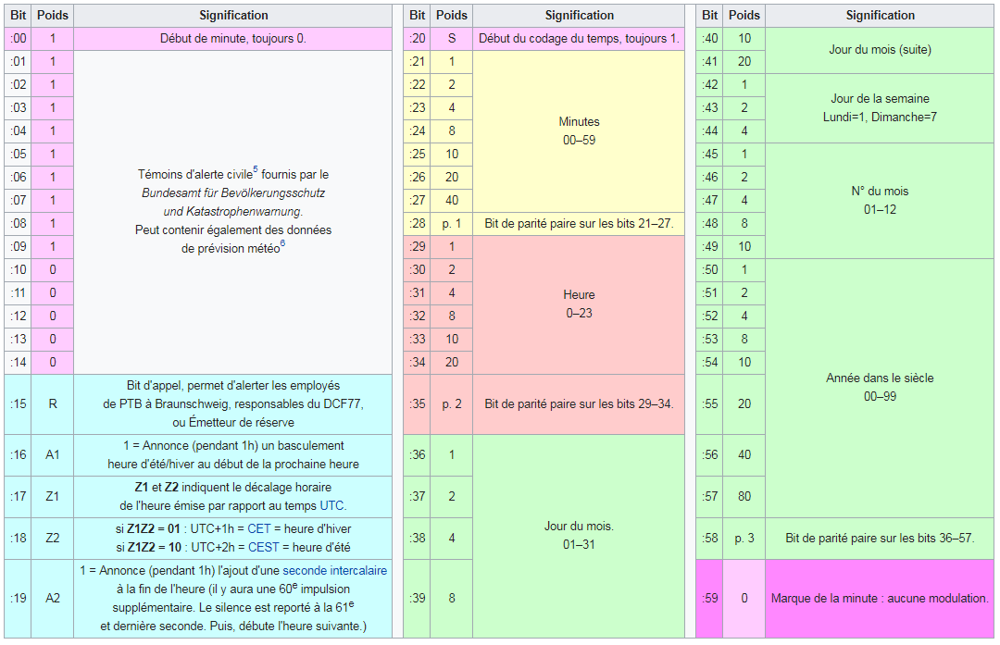 Bit Poids Signification
:00 1 Début de minute, toujours 0.
:01 1
:02 1
:03 1
:04 1
:05 1
:06 1
:07 1
:08 1
:09 1
:10 0
:11 0
:12 0
:13 0
:14 0
Témoins d'alerte civile5 fournis par le
Bundesamt für Bevölkerungsschutz
und Katastrophenwarnung.
Peut contenir également des données
de prévision météo6
:15 R
Bit d'appel, permet d'alerter les employés
de PTB à Braunschweig, responsables du DCF77,
ou Émetteur de réserve
:16 A1
1 = Annonce (pendant 1h) un basculement
heure d'été/hiver au début de la prochaine heure
:17 Z1
Z1 et Z2 indiquent le décalage horaire
de l'heure émise par rapport au temps UTC.
:18 Z2
si Z1Z2 = 01 : UTC+1h = CET = heure d'hiver
si Z1Z2 = 10 : UTC+2h = CEST = heure d'été
:19 A2
1 = Annonce (pendant 1h) l'ajout d'une seconde intercalaire
à la fin de l'heure (il y aura une 60e impulsion
supplémentaire. Le silence est reporté à la 61e
et dernière seconde. Puis, débute l'heure suivante.)
Bit Poids Signification
:20 S Début du codage du temps, toujours 1.
:21 1
:22 2
:23 4
:24 8
:25 10
:26 20
:27 40
Minutes
00–59
:28 p. 1 Bit de parité paire sur les bits 21–27.
:29 1
:30 2
:31 4
:32 8
:33 10
:34 20
Heure
0–23
:35 p. 2 Bit de parité paire sur les bits 29–34.
:36 1
:37 2
:38 4
:39 8
Jour du mois.
01–31
Bit Poids Signification
:40 10
:41 20
Jour du mois (suite)
:42 1
:43 2
:44 4
Jour de la semaine
Lundi=1, Dimanche=7
:45 1
:46 2
:47 4
:48 8
:49 10
N° du mois
01–12
:50 1
:51 2
:52 4
:53 8
:54 10
:55 20
:56 40
:57 80
Année dans le siècle
00–99
:58 p. 3 Bit de parité paire sur les bits 36–57.
:59 0 Marque de la minute : aucune modulation.